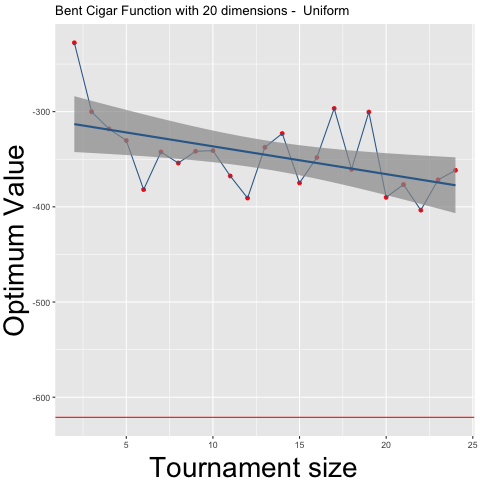 Bent Cigar Function with 20 dimensions - Uniform
Optimum Value
-300
-400
-500
-600
5 10 15 20 25
Tournament size